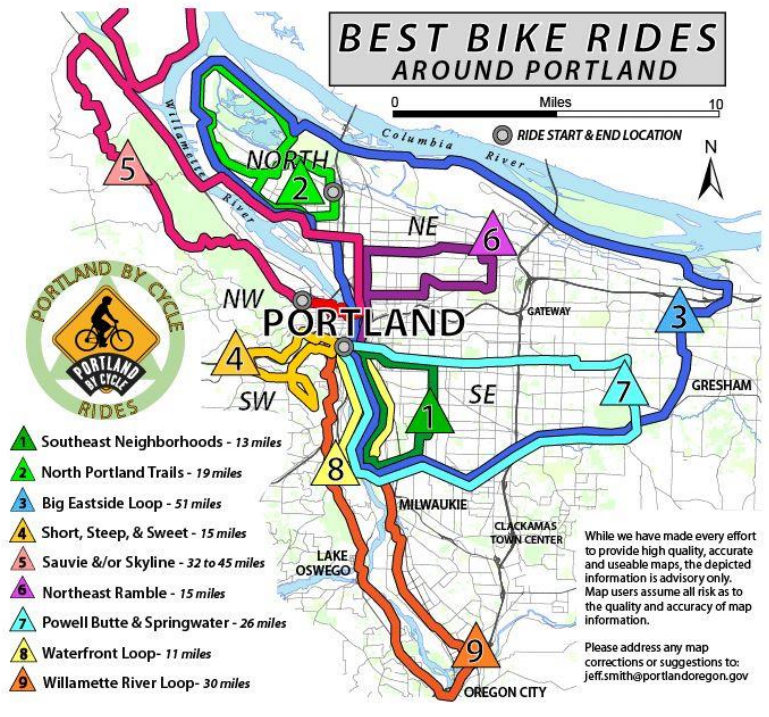 BEST BIKE RIDES
AROUND PORTLAND
0 Miles 10
RIDE START & END LOCATION
N
Columbia River
Willamette River
NORTH
2
5
NE
6
NW
PORTLAND
GATEWAY
3
4
SW
SE
1
7
GRESHAM
8
MILWAUKIE
CLACKAMAS
TOWN CENTER
LAKE
OSWEGO
9
OREGON CITY
PORTLAND BY CYCLE
PORTLAND
BY CYCLE
RIDES
1 Southeast Neighborhoods - 13 miles
2 North Portland Trails - 19 miles
3 Big Eastside Loop - 51 miles
4 Short, Steep, & Sweet - 15 miles
5 Sauvie &/or Skyline - 32 to 45 miles
6 Northeast Ramble - 15 miles
7 Powell Butte & Springwater - 26 miles
8 Waterfront Loop- 11 miles
9 Willamette River Loop- 30 miles
While we have made every effort
to provide high quality, accurate
and useable maps, the depicted
information is advisory only.
Map users assume all risk as to
the quality and accuracy of map
information.
Please address any map
corrections or suggestions to:
jeff.smith@portlandoregon.gov